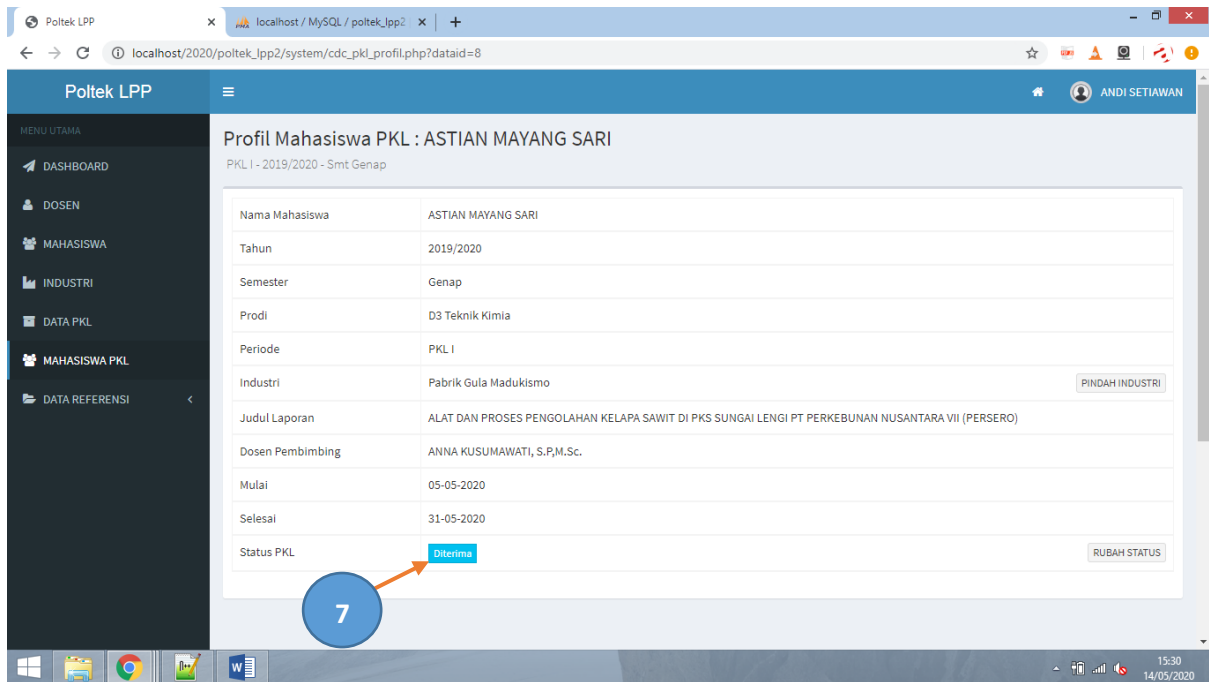 Poltek LPP
localhost / MySQL / poltek_lpp2
localhost/2020/poltek_lpp2/system/cdc_pkl_profil.php?dataid=8
Poltek LPP
ANDI SETIAWAN
MENU UTAMA
DASHBOARD
DOSEN
MAHASISWA
INDUSTRI
DATA PKL
MAHASISWA PKL
DATA REFERENSI
Profil Mahasiswa PKL : ASTIAN MAYANG SARI
PKL I - 2019/2020 - Smt Genap
Nama Mahasiswa ASTIAN MAYANG SARI
Tahun 2019/2020
Semester Genap
Prodi D3 Teknik Kimia
Periode PKL I
Industri Pabrik Gula Madukismo PINDAH INDUSTRI
Judul Laporan ALAT DAN PROSES PENGOLAHAN KELAPA SAWIT DI PKS SUNGAI LENGI PT PERKEBUNAN NUSANTARA VII (PERSERO)
Dosen Pembimbing ANNA KUSUMAWATI, S.P,M.Sc.
Mulai 05-05-2020
Selesai 31-05-2020
Status PKL Diterima RUBAH STATUS
7
15:30
14/05/2020